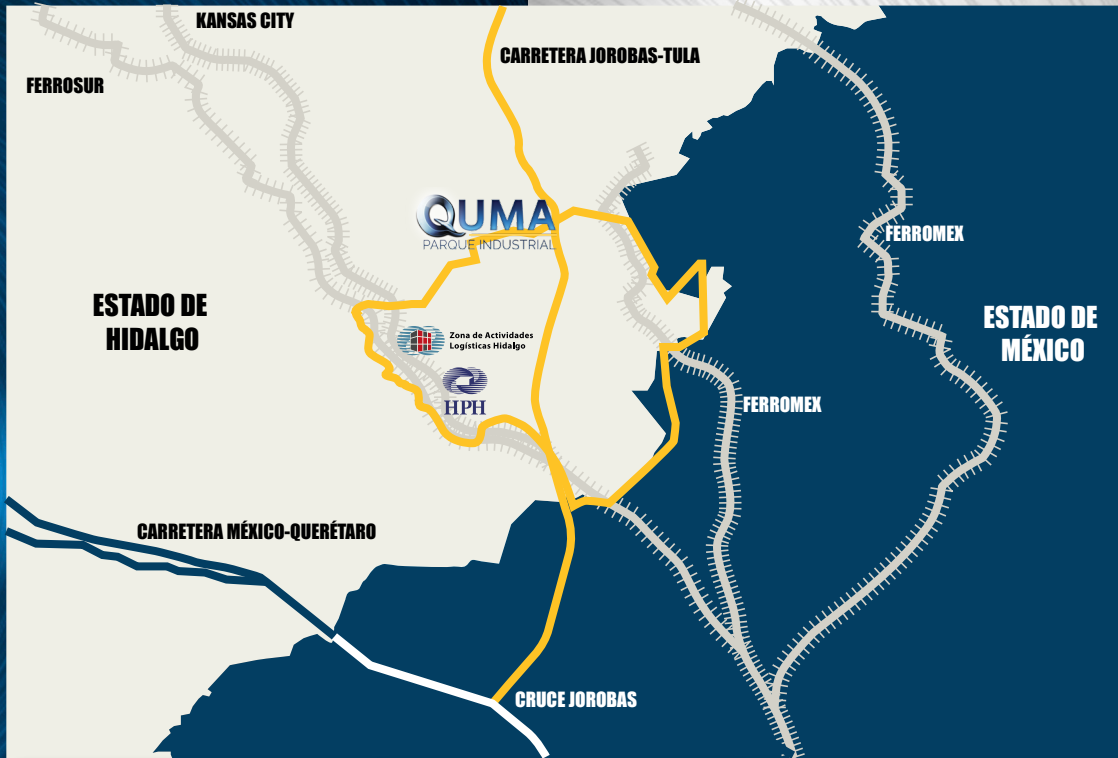 KANSAS CITY
CARRETERA JOROBAS-TULA
FERROSUR
QUMA
PARQUE INDUSTRIAL
FERROMEX
ESTADO DE
HIDALGO
ESTADO DE
MÉXICO
Zona de Actividades
Logísticas Hidalgo
HPH
FERROMEX
CARRETERA MÉXICO-QUERÉTARO
CRUCE JOROBAS